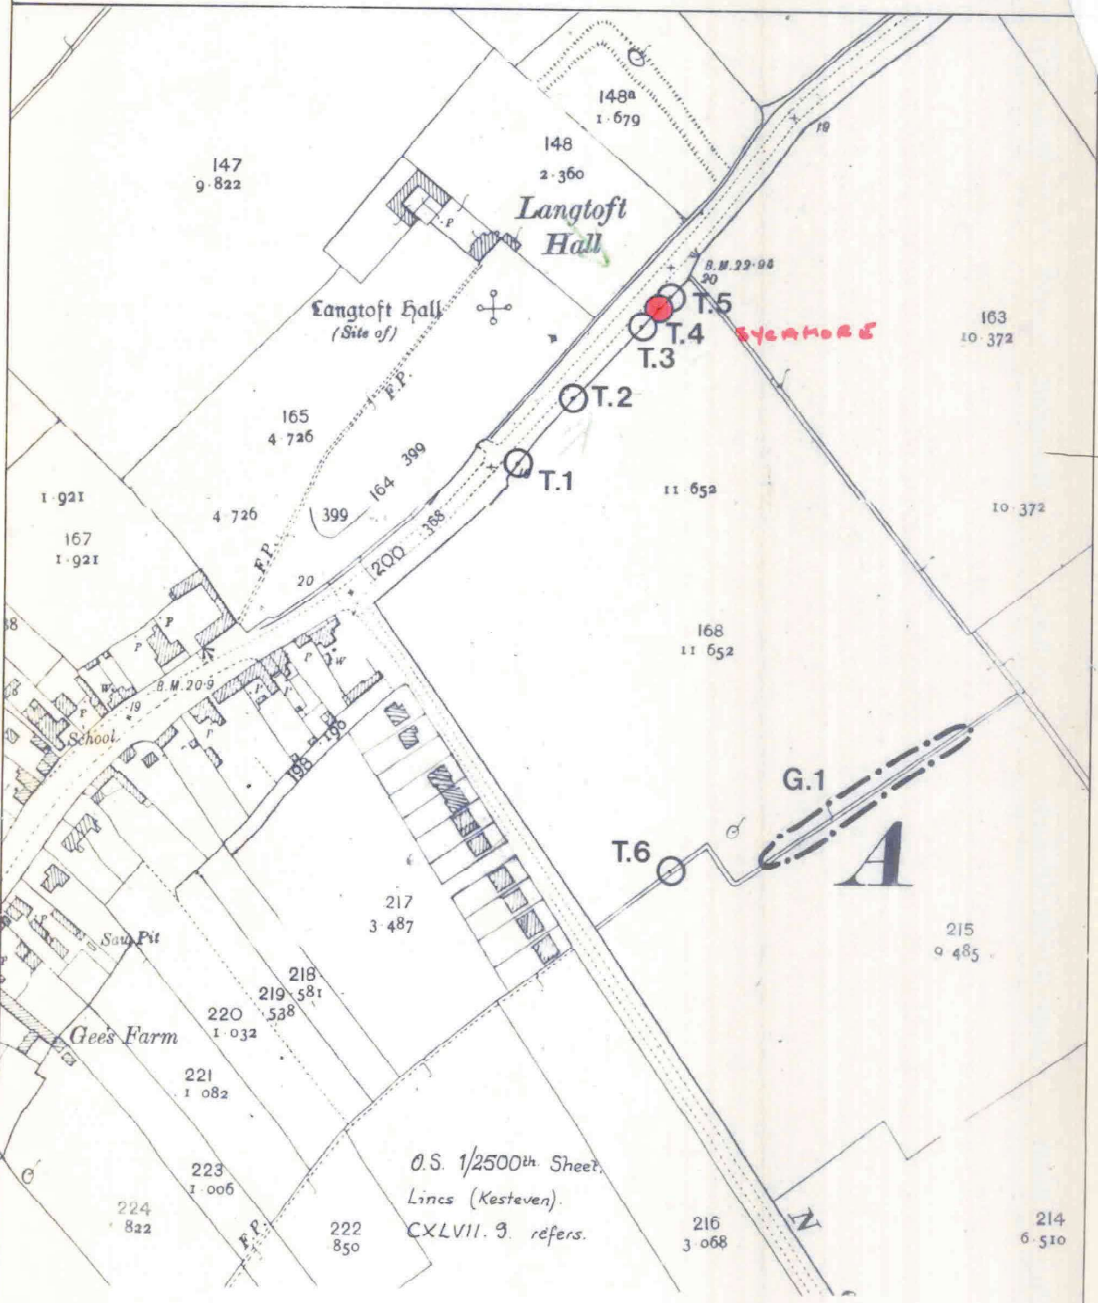 148ª
1·679
19
147
9·822
148
2·360
Langtoft
Hall
P
B.M.22·94
20
Langtoft Hall
(Site of)
T.5
T.4
T.3
SYCAMORE
163
10·372
F.P.
T.2
165
4·726
399
T.1
164
11·652
1·921
4·726
399
368
10·372
167
1·921
F.P.
200
20
168
11·652
P
P
P
W
W
B.M.20·9
P
P
P
19
P
School
196
198
G.1
T.6
A
217
3·487
215
9·485
Saw Pit
218
·581
219
·538
220
1·032
Gee's Farm
221
1·082
O.S. 1/2500th Sheet.
Lincs (Kesteven).
CXLVII. 9. refers.
223
1·006
224
·822
F.P.
222
·850
216
3·068
N
214
6·510